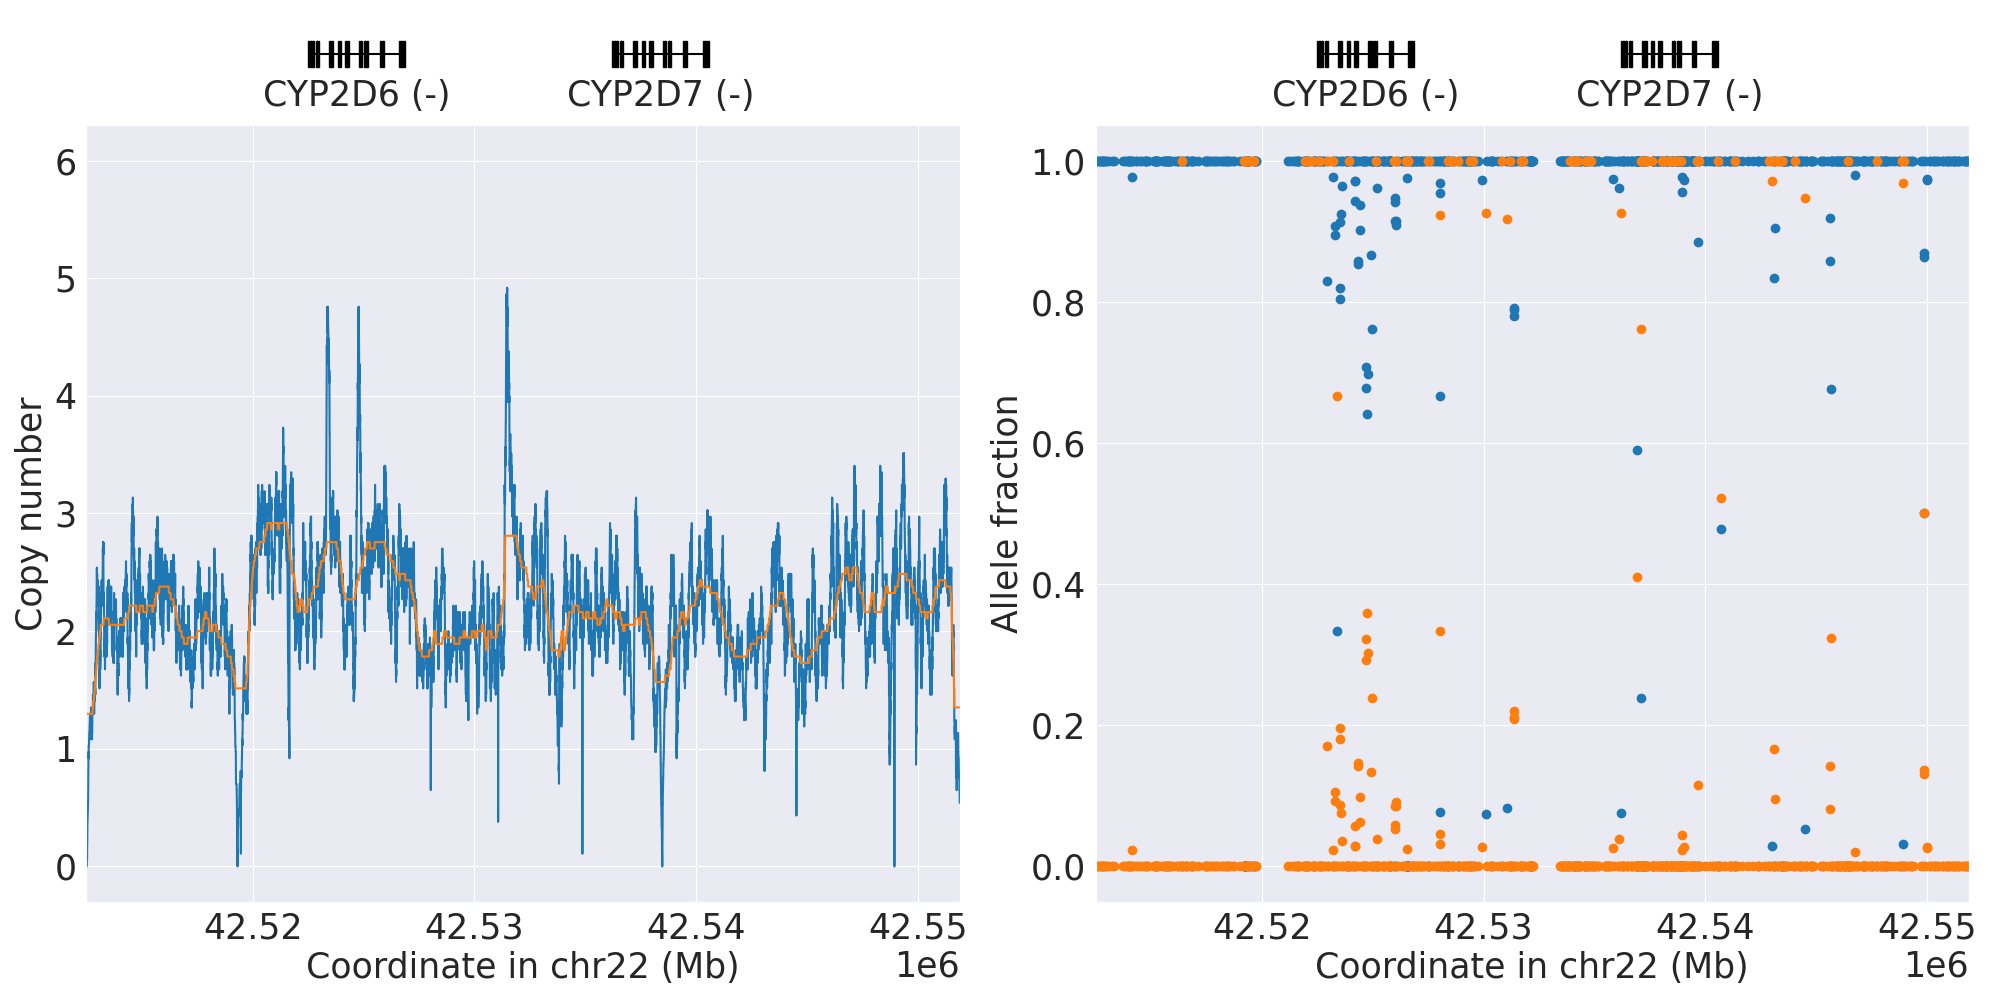 CYP2D6 (-) CYP2D7 (-)
6
5
4
3
2
1
0
Copy number
42.52 42.53 42.54 42.55
Coordinate in chr22 (Mb)
1e6
CYP2D6 (-) CYP2D7 (-)
1.0
0.8
0.6
0.4
0.2
0.0
Allele fraction
42.52 42.53 42.54 42.55
Coordinate in chr22 (Mb)
1e6